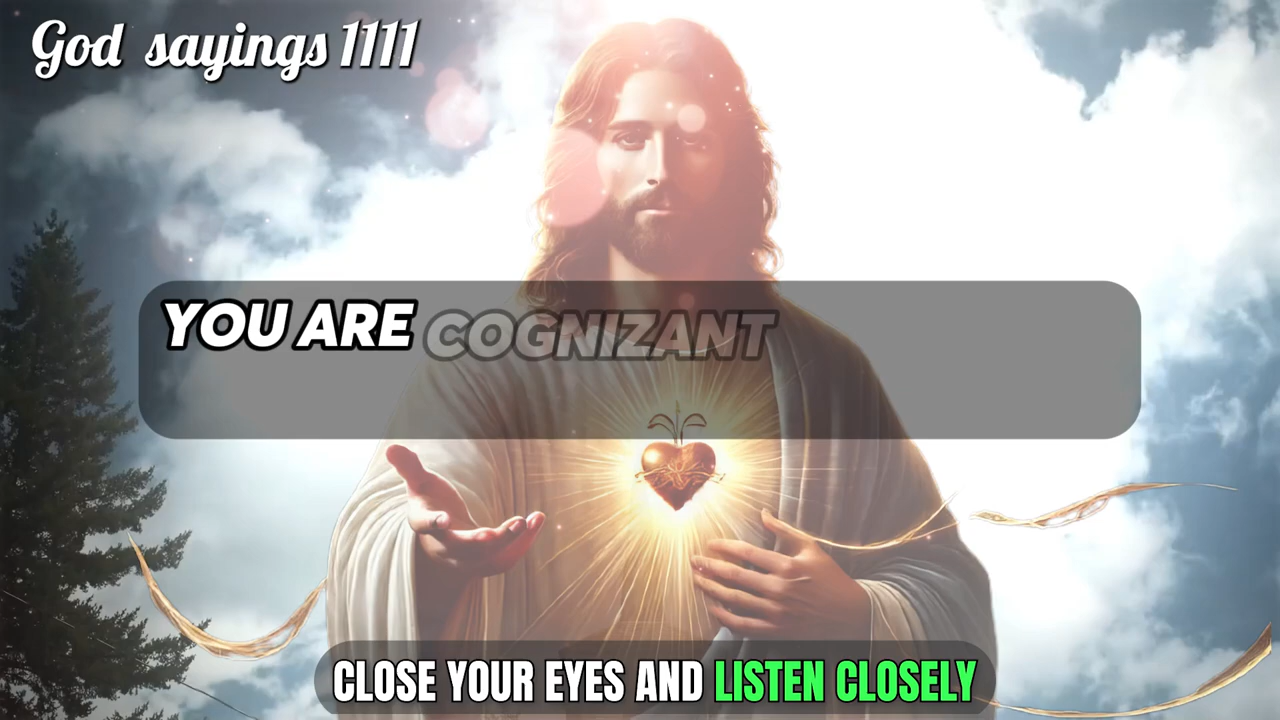 God sayings 1111
YOU ARE COGNIZANT
CLOSE YOUR EYES AND LISTEN CLOSELY